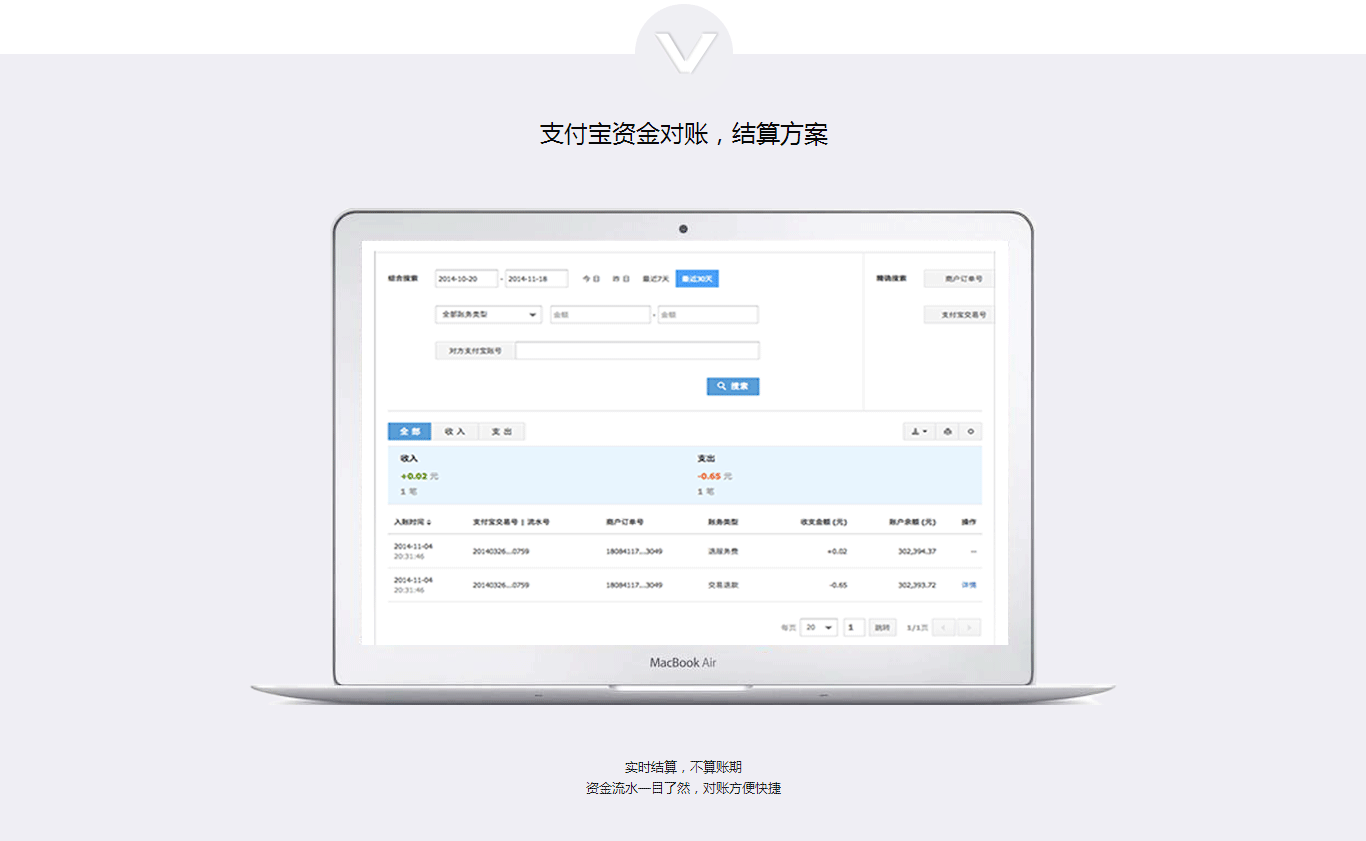 支付宝资金对账，结算方案
综合搜索 2014-10-20 - 2014-11-18 今日 昨日 最近7天 最近30天 精确搜索 商户订单号
全部账务类型 金额 - 金额 支付宝交易号
对方支付宝账号
搜索
全部 收入 支出
收入 支出
+0.02 元 -0.65 元
1 笔 1 笔
入账时间 支付宝交易号 | 流水号 商户订单号 账务类型 收支金额 (元) 账户余额 (元) 操作
2014-11-04 20140326...0759 18084117...3049 退服务费 +0.02 302,394.37 --
20:31:46
2014-11-04 20140326...0759 18084117...3049 交易退款 -0.65 302,393.72 详情
20:31:46
每页 20 1 跳转 1/1页 < >
MacBook Air
实时结算，不算账期
资金流水一目了然，对账方便快捷